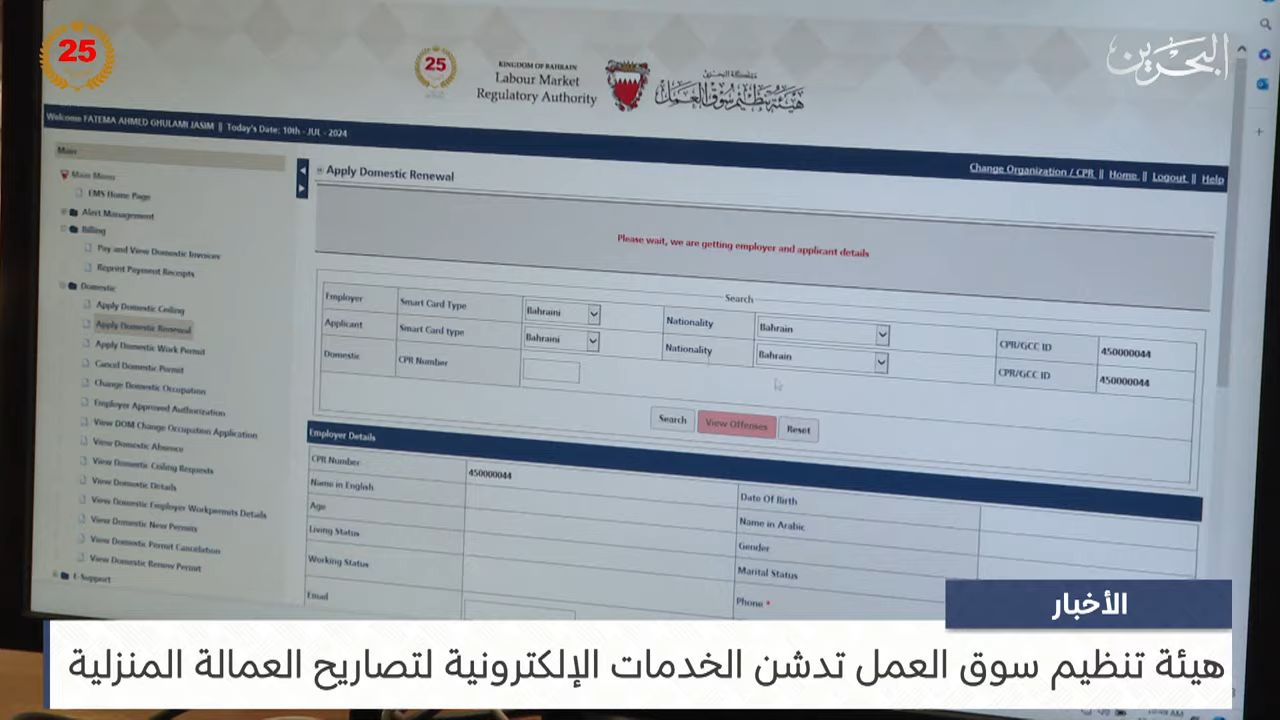 25
البحرين
25
KINGDOM OF BAHRAIN
Labour Market
Regulatory Authority
مملكة البحرين
هيئة تنظيم سوق العمل
Welcome FATEMA AHMED GHULAMI JASIM || Today's Date: 10th - JUL - 2024
Change Organization / CPR || Home || Logout || Help
Main
Main Menu
EMS Home Page
Alert Management
Billing
Pay and View Domestic Invoices
Reprint Payment Receipts
Domestic
Apply Domestic Ceiling
Apply Domestic Renewal
Apply Domestic Work Permit
Cancel Domestic Permit
Change Domestic Occupation
Employer Approved Authorization
View DOM Change Occupation Application
View Domestic Absence
View Domestic Ceiling Requests
View Domestic Details
View Domestic Employer Workpermits Details
View Domestic New Permits
View Domestic Permit Cancellation
View Domestic Renew Permit
E-Support
Apply Domestic Renewal
Please wait, we are getting employer and applicant details
Search
Employer Smart Card Type Bahraini Nationality Bahrain CPR/GCC ID 450000044
Applicant Smart Card type Bahraini Nationality Bahrain CPR/GCC ID 450000044
Domestic CPR Number
Search View Offenses Reset
Employer Details
CPR Number 450000044 Date Of Birth
Name in English Name in Arabic
Age Gender
Living Status Marital Status
Working Status Phone *
Email
الأخبار
هيئة تنظيم سوق العمل تدشن الخدمات الإلكترونية لتصاريح العمالة المنزلية